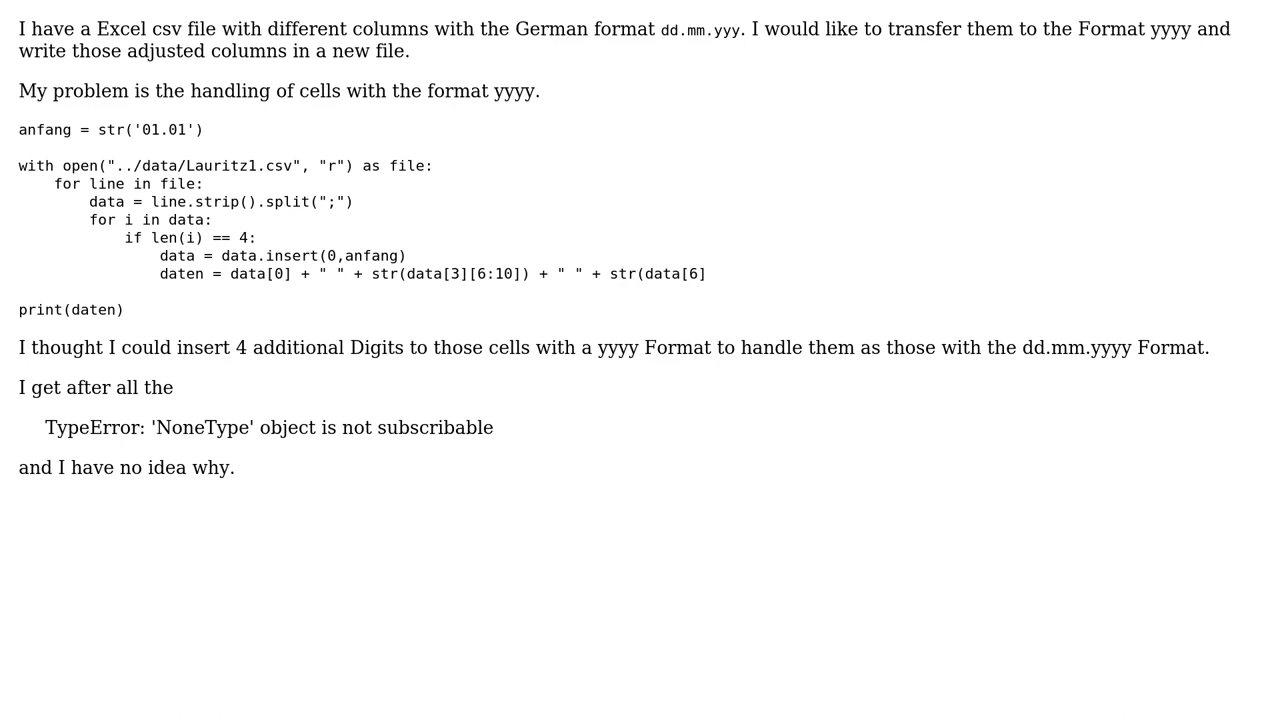 I have a Excel csv file with different columns with the German format dd.mm.yyy. I would like to transfer them to the Format yyyy and
write those adjusted columns in a new file.
My problem is the handling of cells with the format yyyy.
anfang = str('01.01')
with open("../data/Lauritz1.csv", "r") as file:
    for line in file:
        data = line.strip().split(";")
        for i in data:
            if len(i) == 4:
                data = data.insert(0,anfang)
                daten = data[0] + " " + str(data[3][6:10]) + " " + str(data[6]
print(daten)
I thought I could insert 4 additional Digits to those cells with a yyyy Format to handle them as those with the dd.mm.yyyy Format.
I get after all the
TypeError: 'NoneType' object is not subscribable
and I have no idea why.